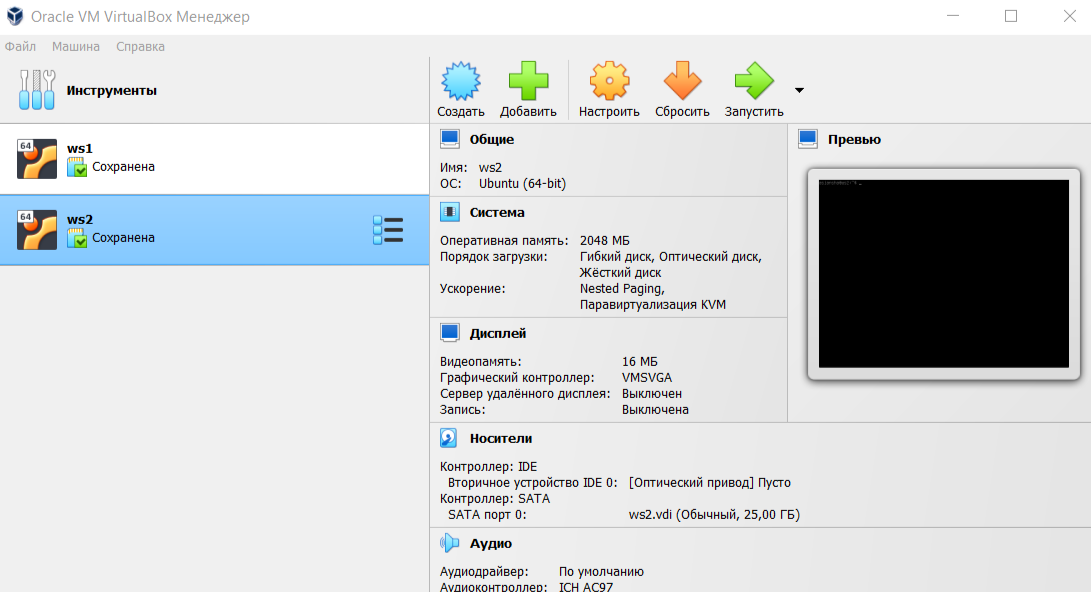 Oracle VM VirtualBox Менеджер
Файл Машина Справка
Инструменты
Создать Добавить Настроить Сбросить Запустить
64
ws1
Сохранена
64
ws2
Сохранена
Общие
Имя: ws2
ОС: Ubuntu (64-bit)
Система
Оперативная память: 2048 МБ
Порядок загрузки: Гибкий диск, Оптический диск,
Жёсткий диск
Ускорение: Nested Paging,
Паравиртуализация KVM
Дисплей
Видеопамять: 16 МБ
Графический контроллер: VMSVGA
Сервер удалённого дисплея: Выключен
Запись: Выключена
Превью
Носители
Контроллер: IDE
Вторичное устройство IDE 0: [Оптический привод] Пусто
Контроллер: SATA
SATA порт 0: ws2.vdi (Обычный, 25,00 ГБ)
Аудио
Аудиодрайвер: По умолчанию
Аудиоконтроллер: ICH AC97